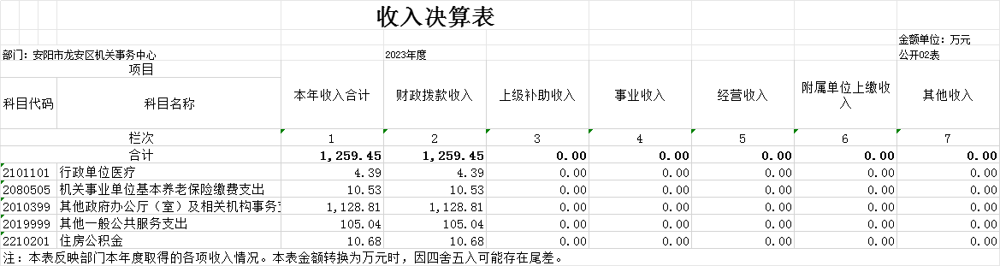 收入决算表
金额单位：万元
部门：安阳市龙安区机关事务中心 2023年度 公开02表
项目
科目代码 科目名称 本年收入合计 财政拨款收入 上级补助收入 事业收入 经营收入 附属单位上缴收入 其他收入
栏次 1 2 3 4 5 6 7
合计 1,259.45 1,259.45 0.00 0.00 0.00 0.00 0.00
2101101 行政单位医疗 4.39 4.39 0.00 0.00 0.00 0.00 0.00
2080505 机关事业单位基本养老保险缴费支出 10.53 10.53 0.00 0.00 0.00 0.00 0.00
2010399 其他政府办公厅（室）及相关机构事务 1,128.81 1,128.81 0.00 0.00 0.00 0.00 0.00
2019999 其他一般公共服务支出 105.04 105.04 0.00 0.00 0.00 0.00 0.00
2210201 住房公积金 10.68 10.68 0.00 0.00 0.00 0.00 0.00
注：本表反映部门本年度取得的各项收入情况。本表金额转换为万元时，因四舍五入可能存在尾差。